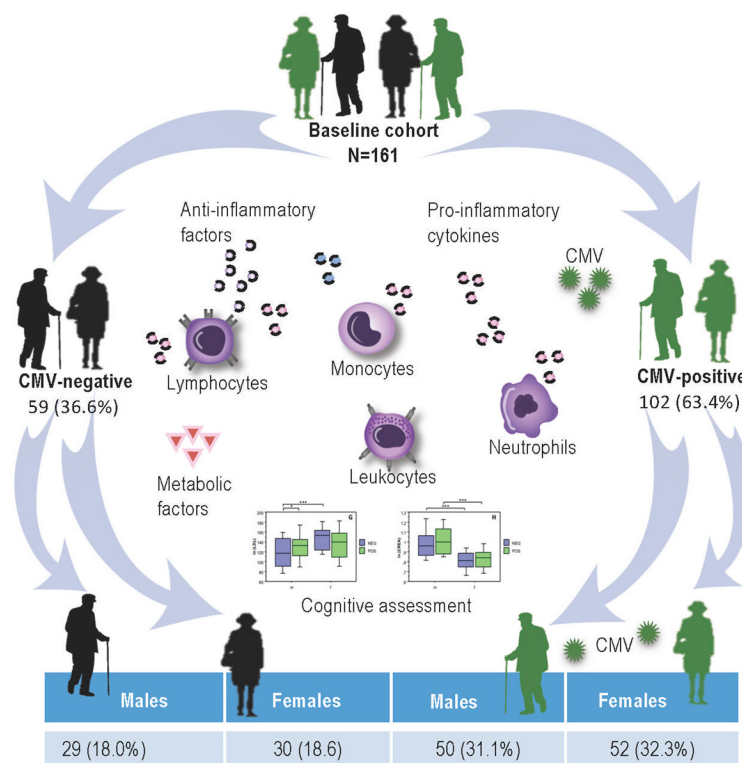 Baseline cohort
N=161
Anti-inflammatory
factors
Pro-inflammatory
cytokines
CMV
CMV-negative
59 (36.6%)
Lymphocytes
Monocytes
CMV-positive
102 (63.4%)
Neutrophils
Leukocytes
Metabolic
factors
G
H
NEG
POS
NEG
POS
Cognitive assessment
CMV
Males Females Males Females
29 (18.0%) 30 (18.6) 50 (31.1%) 52 (32.3%)